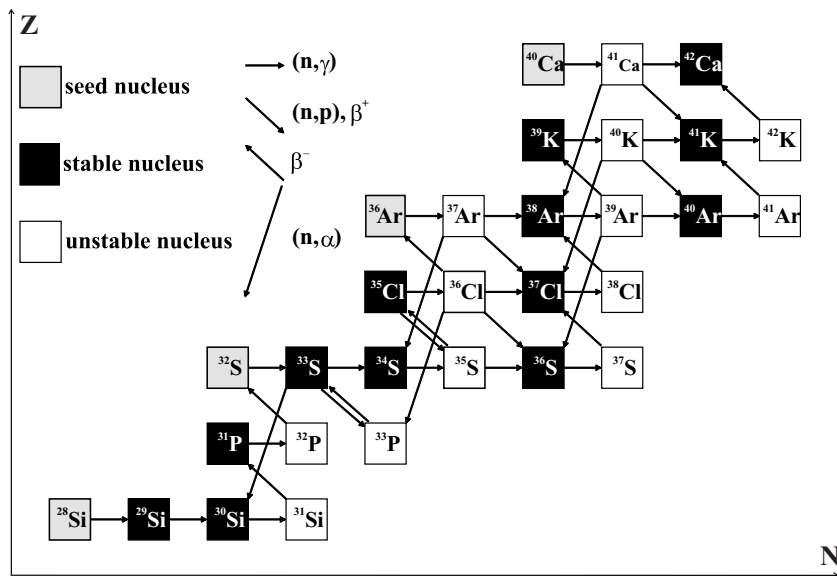 Z
seed nucleus
stable nucleus
unstable nucleus
(n,γ)
(n,p), β⁺
β⁻
(n,α)
⁴⁰Ca ⁴¹Ca ⁴²Ca
³⁹K ⁴⁰K ⁴¹K ⁴²K
³⁶Ar ³⁷Ar ³⁸Ar ³⁹Ar ⁴⁰Ar ⁴¹Ar
³⁵Cl ³⁶Cl ³⁷Cl ³⁸Cl
³²S ³³S ³⁴S ³⁵S ³⁶S ³⁷S
³¹P ³²P ³³P
²⁸Si ²⁹Si ³⁰Si ³¹Si
N